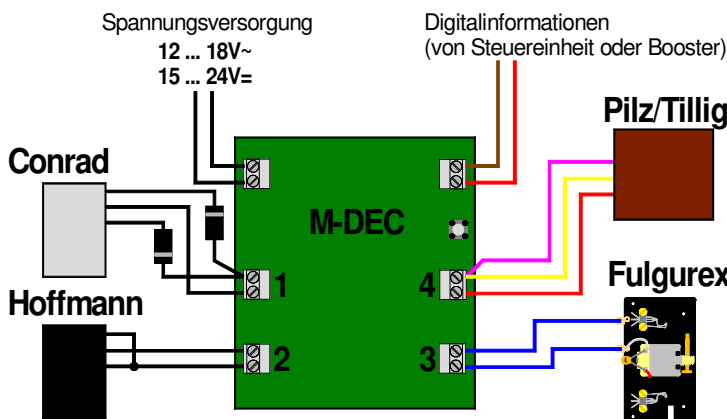 Spannungsversorgung
12 ... 18V~
15 ... 24V=
Digitalinformationen
(von Steuereinheit oder Booster)
Pilz/Tillig
Conrad
M-DEC
1
4
Fulgurex
Hoffmann
2
3